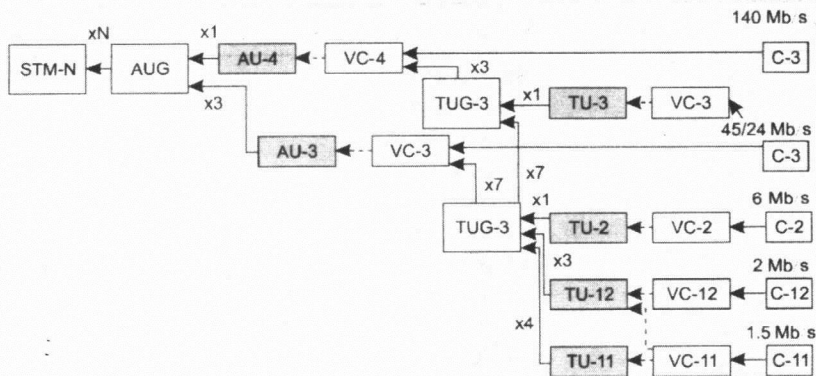 140 Mb s
xN
x1
STM-N
AUG
AU-4
VC-4
C-3
x3
x3
TUG-3
x1
TU-3
VC-3
45/24 Mb s
AU-3
VC-3
C-3
x7
x7
6 Mb s
TUG-3
x1
TU-2
VC-2
C-2
x3
2 Mb s
TU-12
VC-12
C-12
x4
1.5 Mb s
TU-11
VC-11
C-11